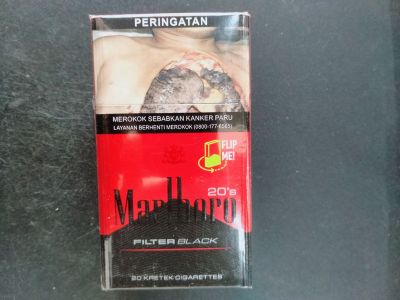 PERINGATAN
MEROKOK SEBABKAN KANKER PARU
LAYANAN BERHENTI MEROKOK (0800-177-6565)
FLIP
ME!
20's
Marlboro
FILTER BLACK
20 KRETEK CIGARETTES